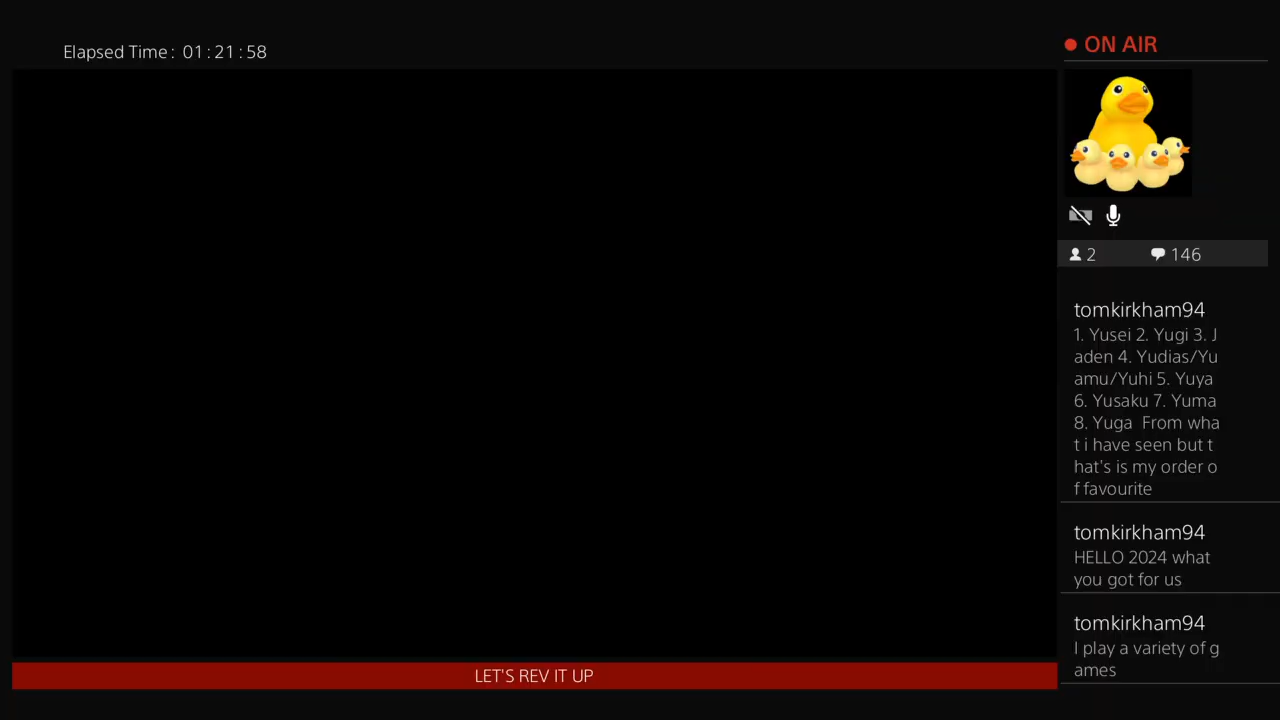 Elapsed Time: 01:21:58
ON AIR
2 146
tomkirkham94
1. Yusei 2. Yugi 3. J
aden 4. Yudias/Yu
amu/Yuhi 5. Yuya
6. Yusaku 7. Yuma
8. Yuga  From wha
t i have seen but t
hat's is my order o
f favourite
tomkirkham94
HELLO 2024 what
you got for us
tomkirkham94
I play a variety of g
ames
LET'S REV IT UP